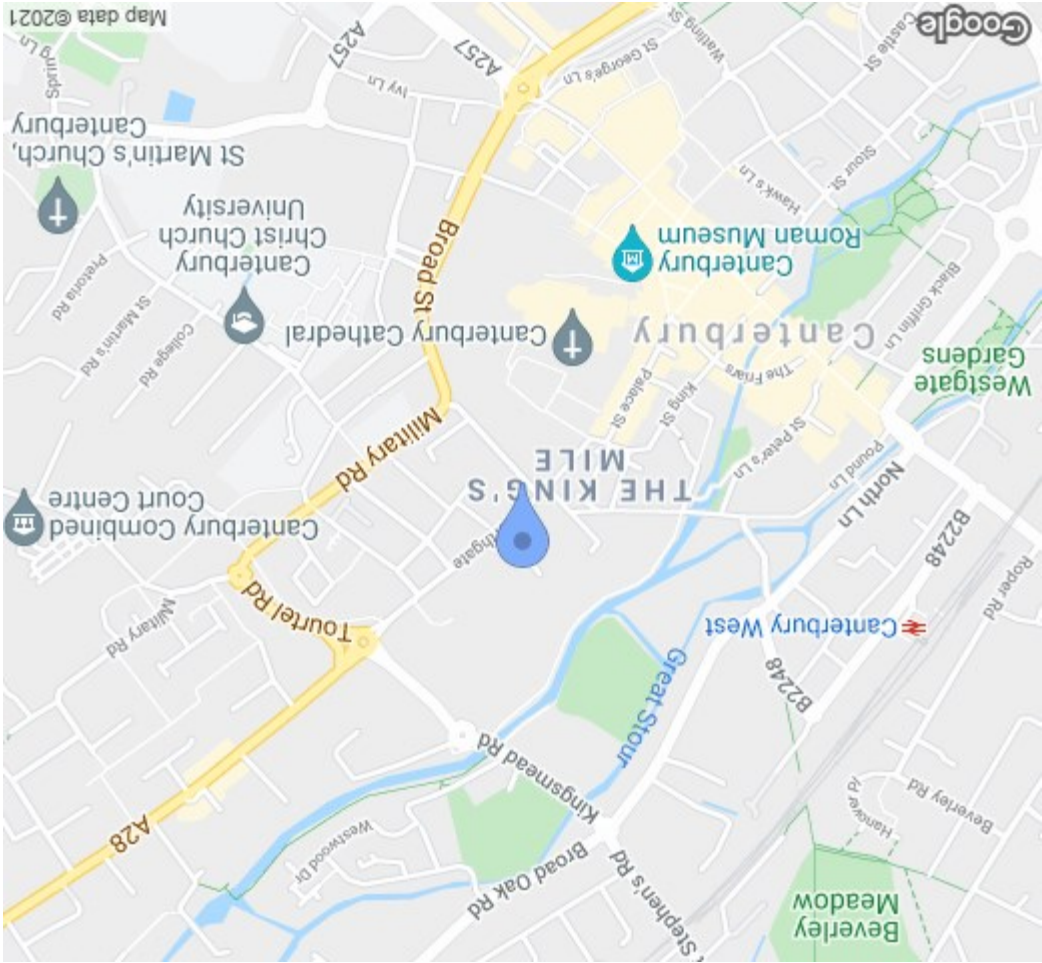 Beverley
Meadow
St Stephen's Rd
Broad Oak Rd
Westwood Dr
A28
Hanover Rd
Beverley Rd
Kingsmead Rd
Great Stour
B2248
Canterbury West
Tourtel Rd
Military Rd
Roper Rd
B2248
North Ln
THE KING'S
MILE
thgate
Canterbury Combined
Court Centre
Military Rd
Pound Ln
St Peter's Ln
King St
Palace St
The Friars
Westgate
Gardens
Black Griffin Ln
Canterbury
Canterbury Cathedral
College Rd
St Martin's Rd
Pretoria Rd
Canterbury
Roman Museum
Broad St
Canterbury
Christ Church
University
St Martin's Church,
Canterbury
Hawk's Ln
Stour St
Castle St
Watling St
St George's Ln
Ivy Ln
A257
A257
Spring Ln
Google
Map data ©2021